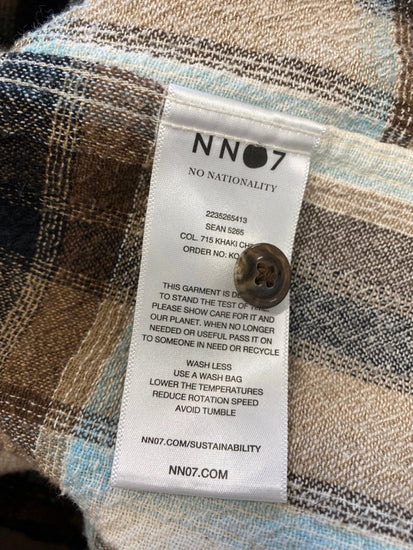 NN07
NO NATIONALITY
2235265413
SEAN 5265
COL. 715 KHAKI
ORDER NO:
THIS GARMENT IS
TO STAND THE TEST OF
PLEASE SHOW CARE FOR IT AND
OUR PLANET. WHEN NO LONGER
NEEDED OR USEFUL PASS IT ON
TO SOMEONE IN NEED OR RECYCLE
WASH LESS
USE A WASH BAG
LOWER THE TEMPERATURES
REDUCE ROTATION SPEED
AVOID TUMBLE
NN07.COM/SUSTAINABILITY
NN07.COM